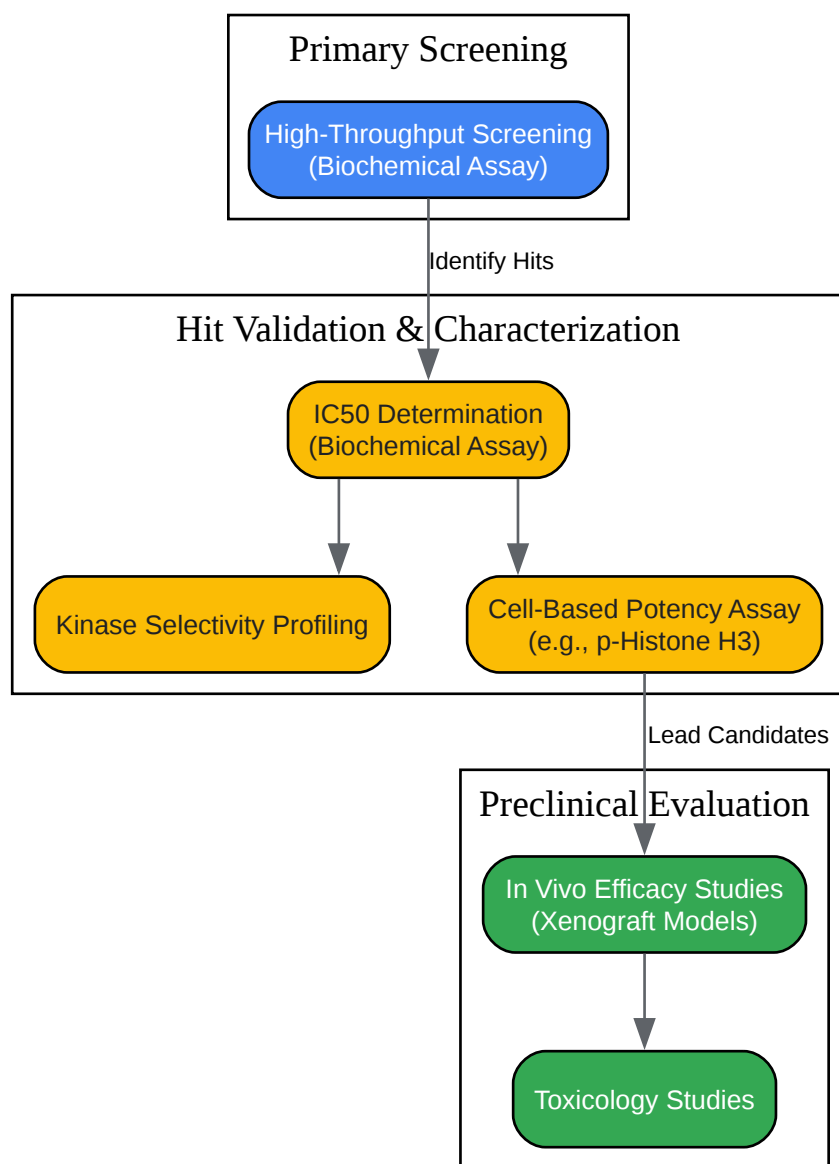 Primary Screening
High-Throughput Screening
(Biochemical Assay)
Identify Hits
Hit Validation & Characterization
IC50 Determination
(Biochemical Assay)
Kinase Selectivity Profiling
Cell-Based Potency Assay
(e.g., p-Histone H3)
Lead Candidates
Preclinical Evaluation
In Vivo Efficacy Studies
(Xenograft Models)
Toxicology Studies